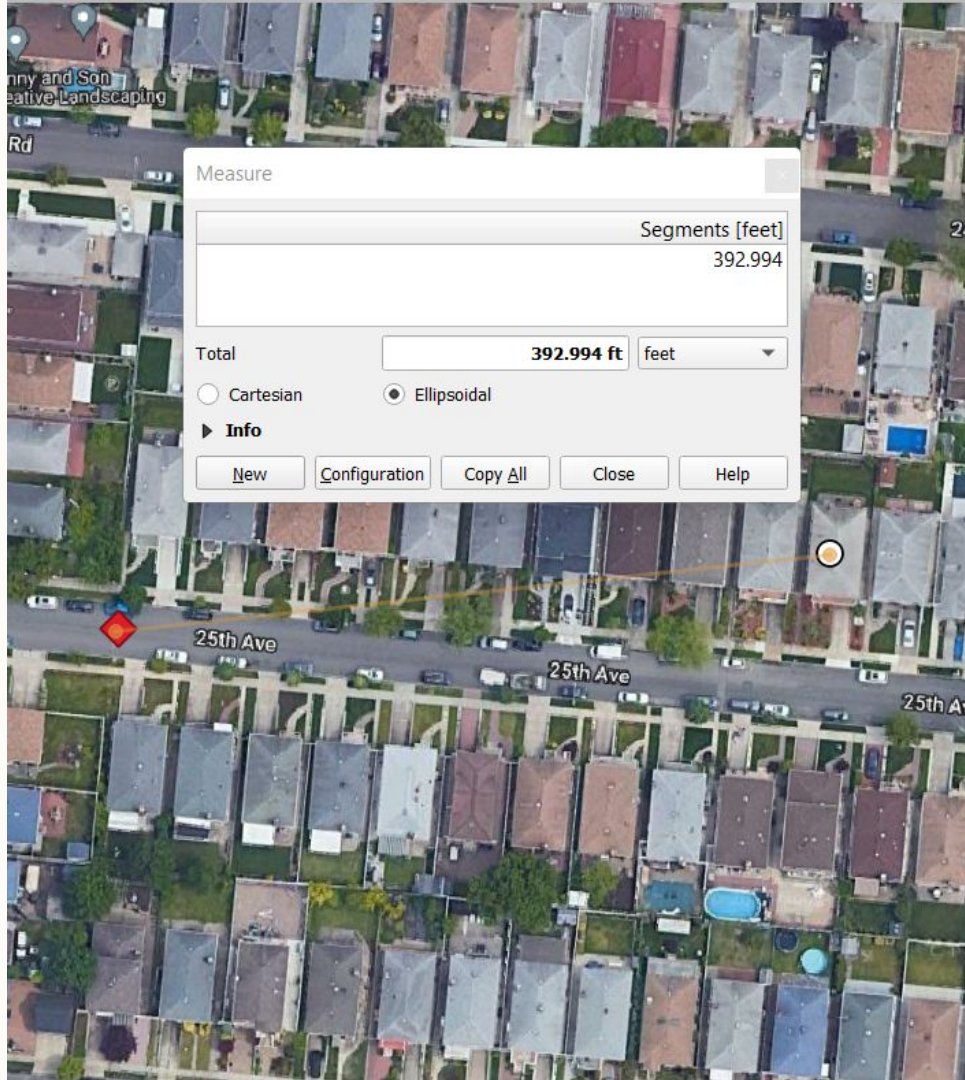 nny and Son
eative Landscaping
Rd
Measure
Segments [feet]
392.994
Total
392.994 ft
feet
Cartesian
Ellipsoidal
Info
New
Configuration
Copy All
Close
Help
2
25th Ave
25th Ave
25th A